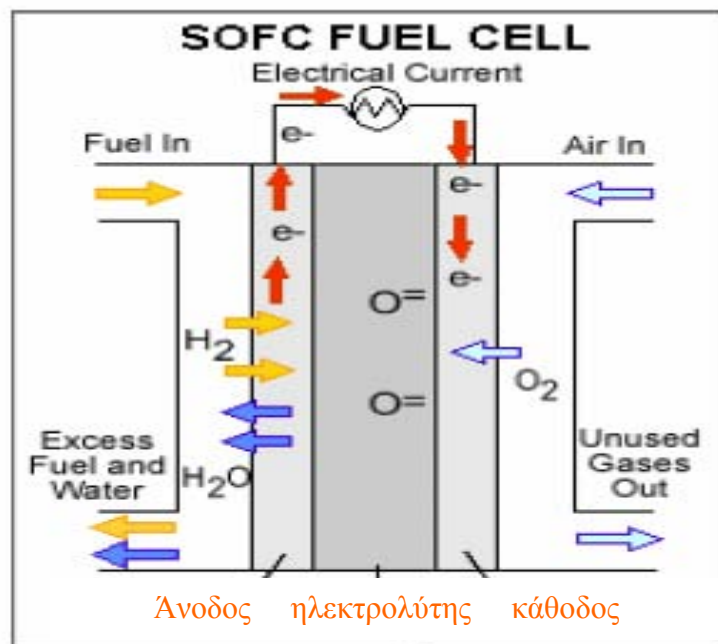 SOFC FUEL CELL
Electrical Current
e-
Fuel In
Air In
e-
e-
e-
O=
H2
O2
O=
Excess
Fuel and
Water
H2O
Unused
Gases
Out
Άνοδος ηλεκτρολύτης κάθοδος